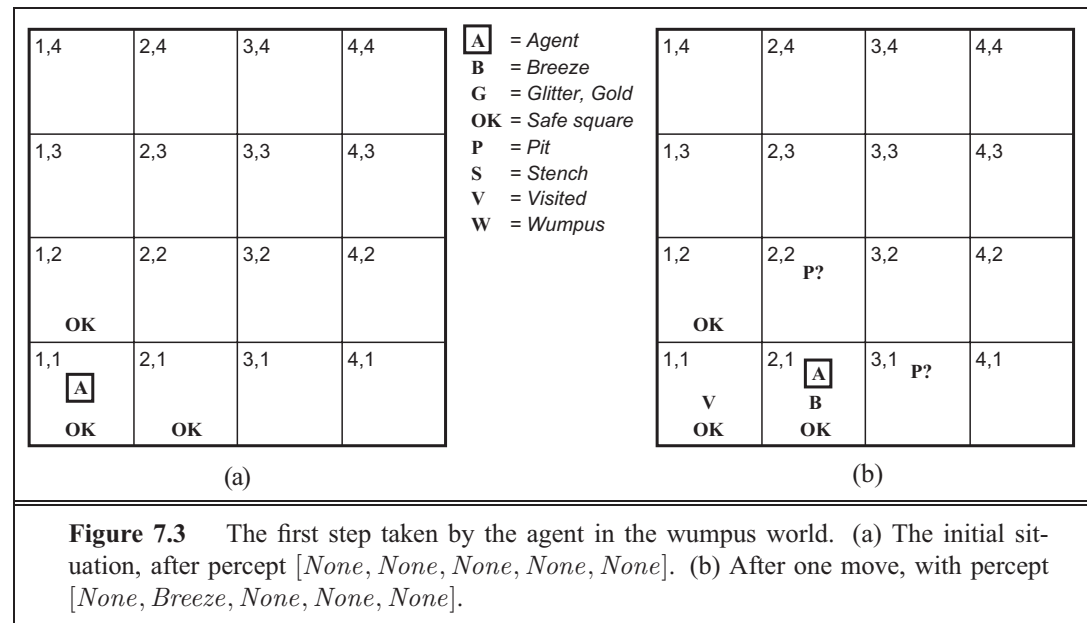 1,4 2,4 3,4 4,4
1,3 2,3 3,3 4,3
1,2 2,2 3,2 4,2
OK
1,1 2,1 3,1 4,1
A
OK OK
(a)
A = Agent
B = Breeze
G = Glitter, Gold
OK = Safe square
P = Pit
S = Stench
V = Visited
W = Wumpus
1,4 2,4 3,4 4,4
1,3 2,3 3,3 4,3
1,2 2,2 3,2 4,2
P?
OK
1,1 2,1 3,1 4,1
A P?
V B
OK OK
(b)
Figure 7.3 The first step taken by the agent in the wumpus world. (a) The initial sit-
uation, after percept [None, None, None, None, None]. (b) After one move, with percept
[None, Breeze, None, None, None].